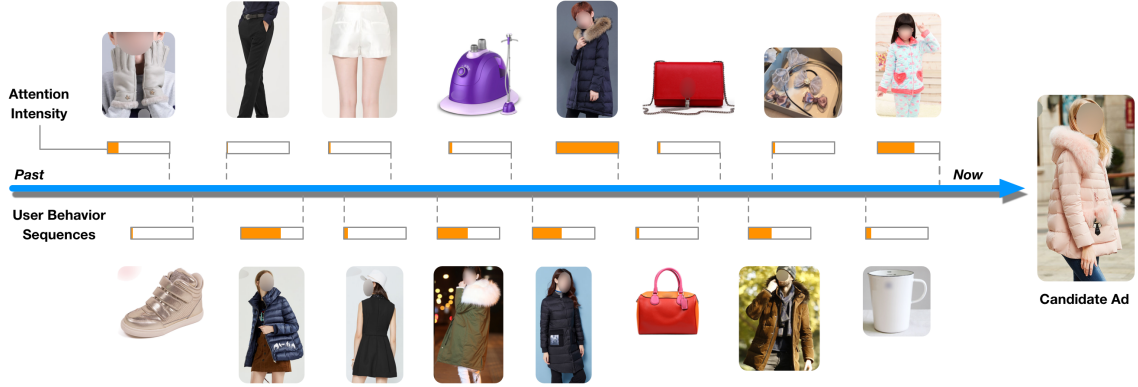 Attention
Intensity
Past
Now
User Behavior
Sequences
Candidate Ad